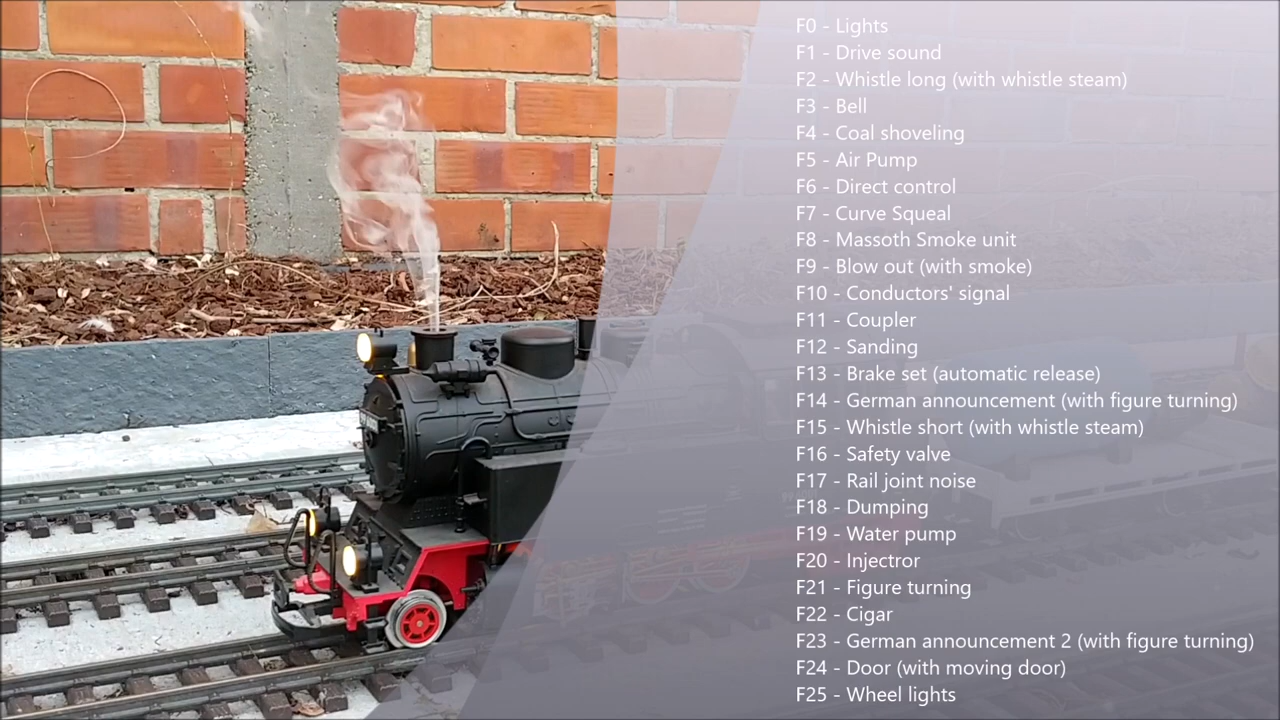 F0 - Lights
F1 - Drive sound
F2 - Whistle long (with whistle steam)
F3 - Bell
F4 - Coal shoveling
F5 - Air Pump
F6 - Direct control
F7 - Curve Squeal
F8 - Massoth Smoke unit
F9 - Blow out (with smoke)
F10 - Conductors' signal
F11 - Coupler
F12 - Sanding
F13 - Brake set (automatic release)
F14 - German announcement (with figure turning)
F15 - Whistle short (with whistle steam)
F16 - Safety valve
F17 - Rail joint noise
F18 - Dumping
F19 - Water pump
F20 - Injectror
F21 - Figure turning
F22 - Cigar
F23 - German announcement 2 (with figure turning)
F24 - Door (with moving door)
F25 - Wheel lights